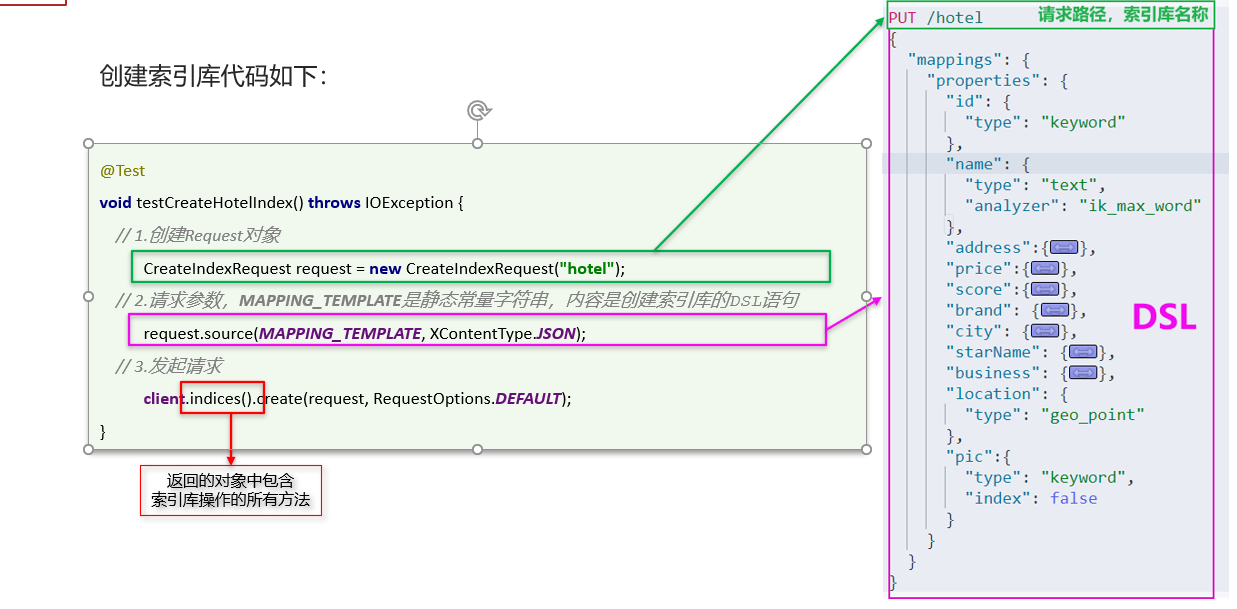 创建索引库代码如下：
@Test
void testCreateHotelIndex() throws IOException {
// 1.创建Request对象
CreateIndexRequest request = new CreateIndexRequest("hotel");
// 2.请求参数，MAPPING_TEMPLATE是静态常量字符串，内容是创建索引库的DSL语句
request.source(MAPPING_TEMPLATE, XContentType.JSON);
// 3.发起请求
client.indices().create(request, RequestOptions.DEFAULT);
}
返回的对象中包含
索引库操作的所有方法
PUT /hotel 请求路径，索引库名称
{
"mappings": {
"properties": {
"id": {
"type": "keyword"
},
"name": {
"type": "text",
"analyzer": "ik_max_word"
},
"address":{},
"price":{},
"score":{},
"brand": {},
"city": {},
"starName": {},
"business": {},
"location": {
"type": "geo_point"
},
"pic":{
"type": "keyword",
"index": false
}
}
}
}
DSL